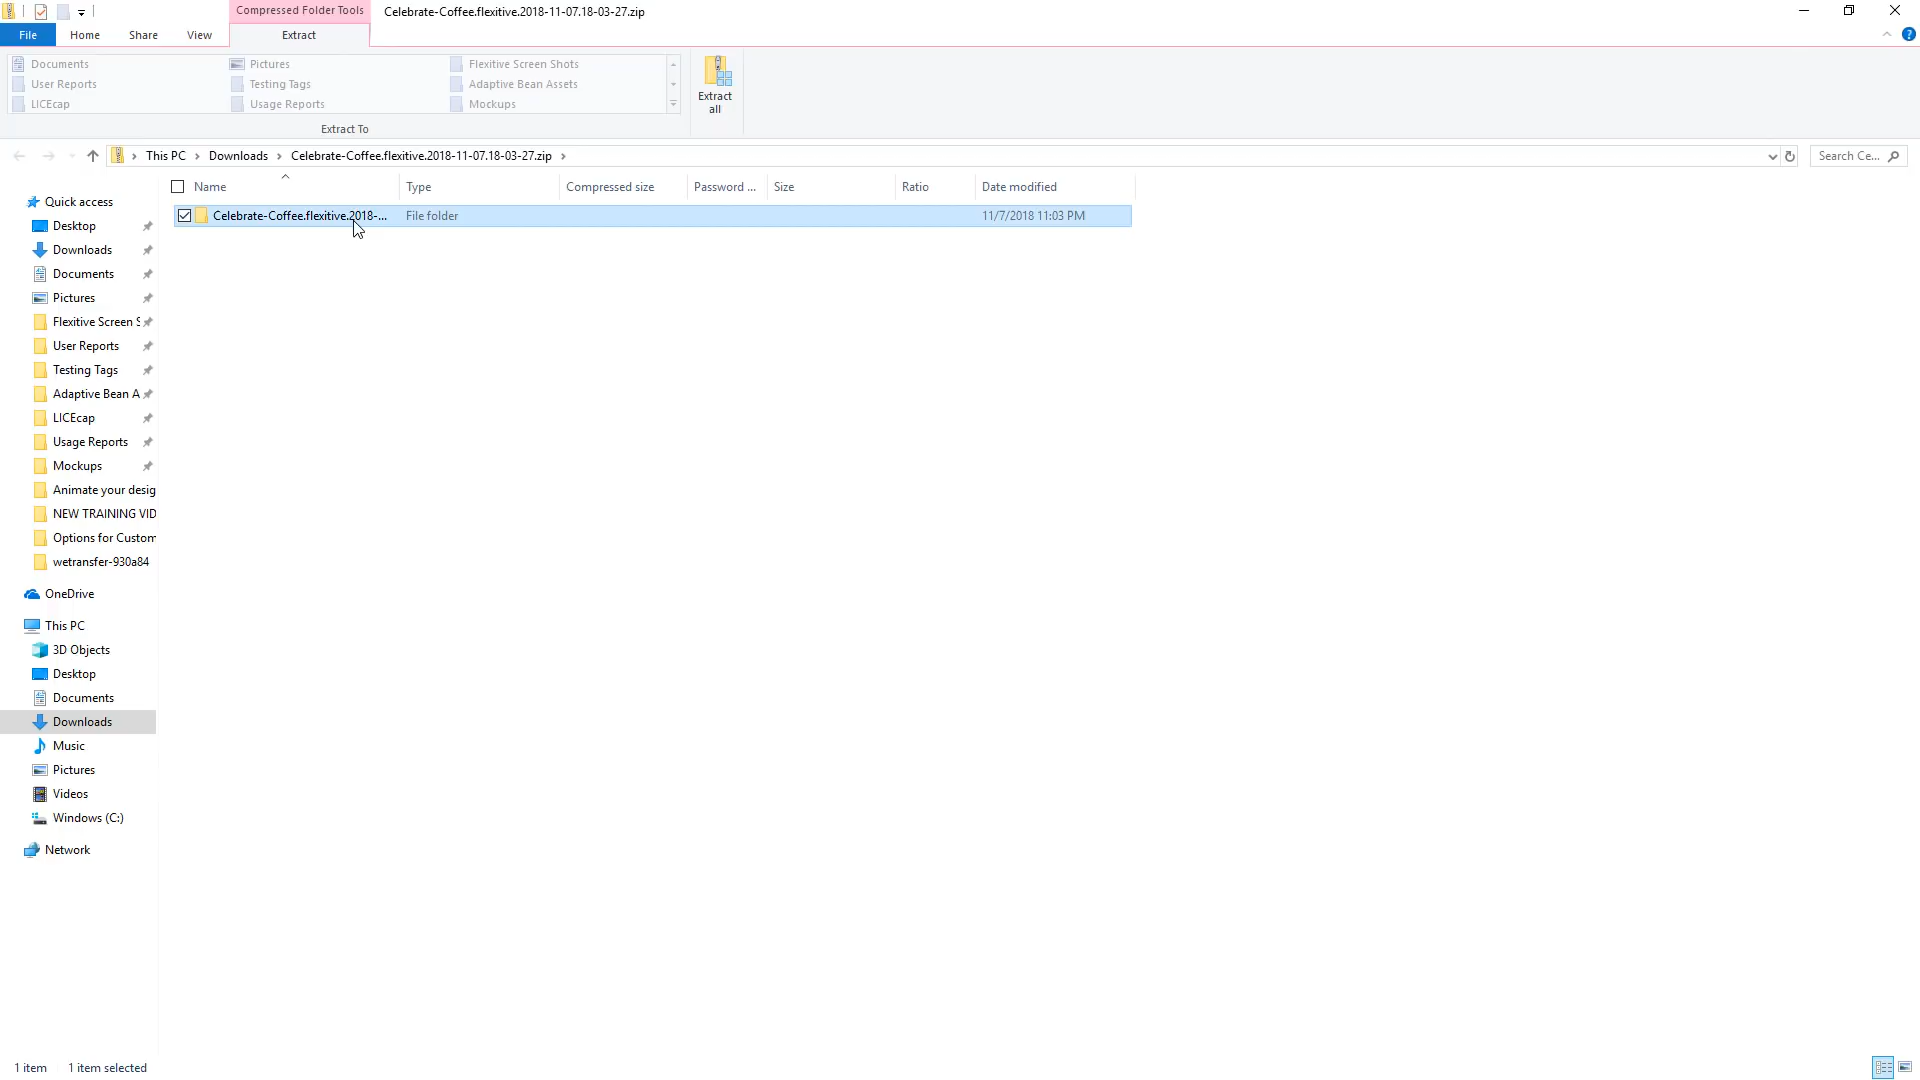 Compressed Folder Tools
Celebrate-Coffee.flexitive.2018-11-07.18-03-27.zip
File
Home
Share
View
Extract
Documents
Pictures
Flexitive Screen Shots
User Reports
Testing Tags
Adaptive Bean Assets
LICEcap
Usage Reports
Mockups
Extract all
Extract To
This PC > Downloads > Celebrate-Coffee.flexitive.2018-11-07.18-03-27.zip >
Search Ce...
Name
Type
Compressed size
Password ...
Size
Ratio
Date modified
Celebrate-Coffee.flexitive.2018-...
File folder
11/7/2018 11:03 PM
Quick access
Desktop
Downloads
Documents
Pictures
Flexitive Screen S
User Reports
Testing Tags
Adaptive Bean A
LICEcap
Usage Reports
Mockups
Animate your desig
NEW TRAINING VID
Options for Custom
wetransfer-930a84
OneDrive
This PC
3D Objects
Desktop
Documents
Downloads
Music
Pictures
Videos
Windows (C:)
Network
1 item
1 item selected